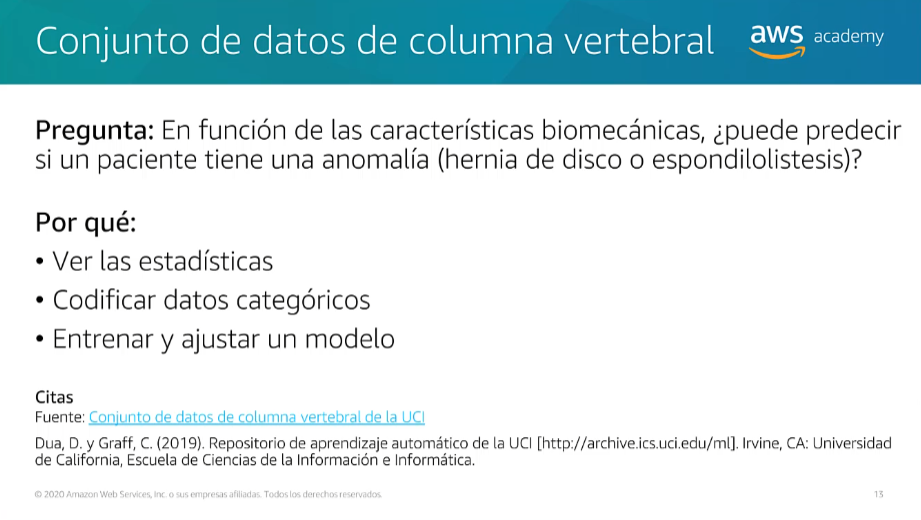 Conjunto de datos de columna vertebral
aws academy
Pregunta: En función de las características biomecánicas, ¿puede predecir
si un paciente tiene una anomalía (hernia de disco o espondilolistesis)?
Por qué:
• Ver las estadísticas
• Codificar datos categóricos
• Entrenar y ajustar un modelo
Citas
Fuente: Conjunto de datos de columna vertebral de la UCI
Dua, D. y Graff, C. (2019). Repositorio de aprendizaje automático de la UCI [http://archive.ics.uci.edu/ml]. Irvine, CA: Universidad
de California, Escuela de Ciencias de la Información e Informática.
© 2020 Amazon Web Services, Inc. o sus empresas afiliadas. Todos los derechos reservados.
13